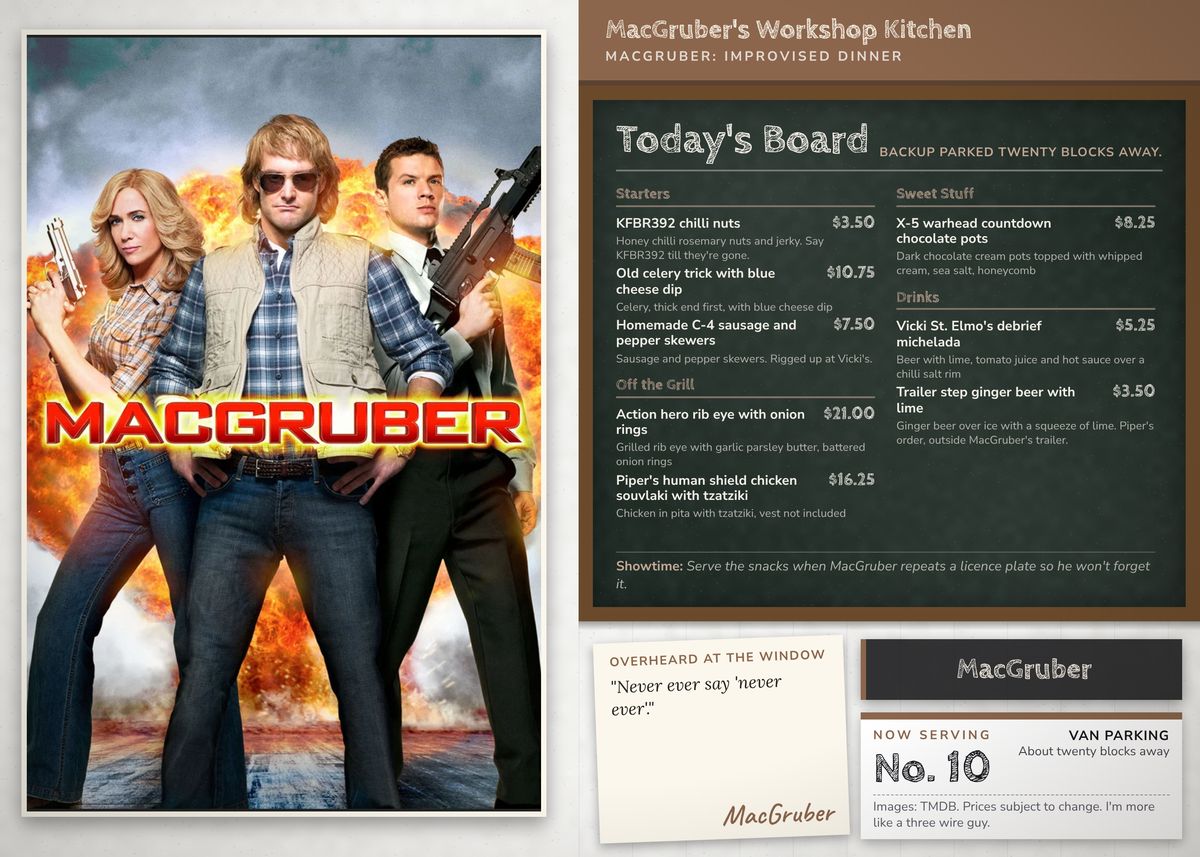 MACGRUBER
MacGruber's Workshop Kitchen
MACGRUBER: IMPROVISED DINNER
Today's Board
BACKUP PARKED TWENTY BLOCKS AWAY.
Starters
KFBR392 chilli nuts $3.50
Honey chilli rosemary nuts and jerky. Say
KFBR392 till they're gone.
Old celery trick with blue $10.75
cheese dip
Celery, thick end first, with blue cheese dip
Homemade C-4 sausage and $7.50
pepper skewers
Sausage and pepper skewers. Rigged up at Vicki's.
Off the Grill
Action hero rib eye with onion $21.00
rings
Grilled rib eye with garlic parsley butter, battered
onion rings
Piper's human shield chicken $16.25
souvlaki with tzatziki
Chicken in pita with tzatziki, vest not included
Sweet Stuff
X-5 warhead countdown $8.25
chocolate pots
Dark chocolate cream pots topped with whipped
cream, sea salt, honeycomb
Drinks
Vicki St. Elmo's debrief $5.25
michelada
Beer with lime, tomato juice and hot sauce over a
chilli salt rim
Trailer step ginger beer with $3.50
lime
Ginger beer over ice with a squeeze of lime. Piper's
order, outside MacGruber's trailer.
Showtime: Serve the snacks when MacGruber repeats a licence plate so he won't forget
it.
OVERHEARD AT THE WINDOW
"Never ever say 'never
ever'."
MacGruber
MacGruber
NOW SERVING
No. 10
VAN PARKING
About twenty blocks away
Images: TMDB. Prices subject to change. I'm more
like a three wire guy.